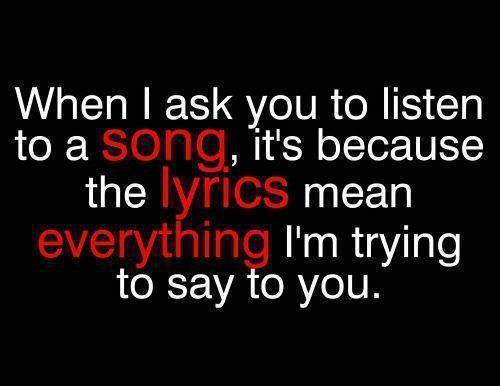 When I ask you to listen
to a song, it's because
the lyrics mean
everything I'm trying
to say to you.